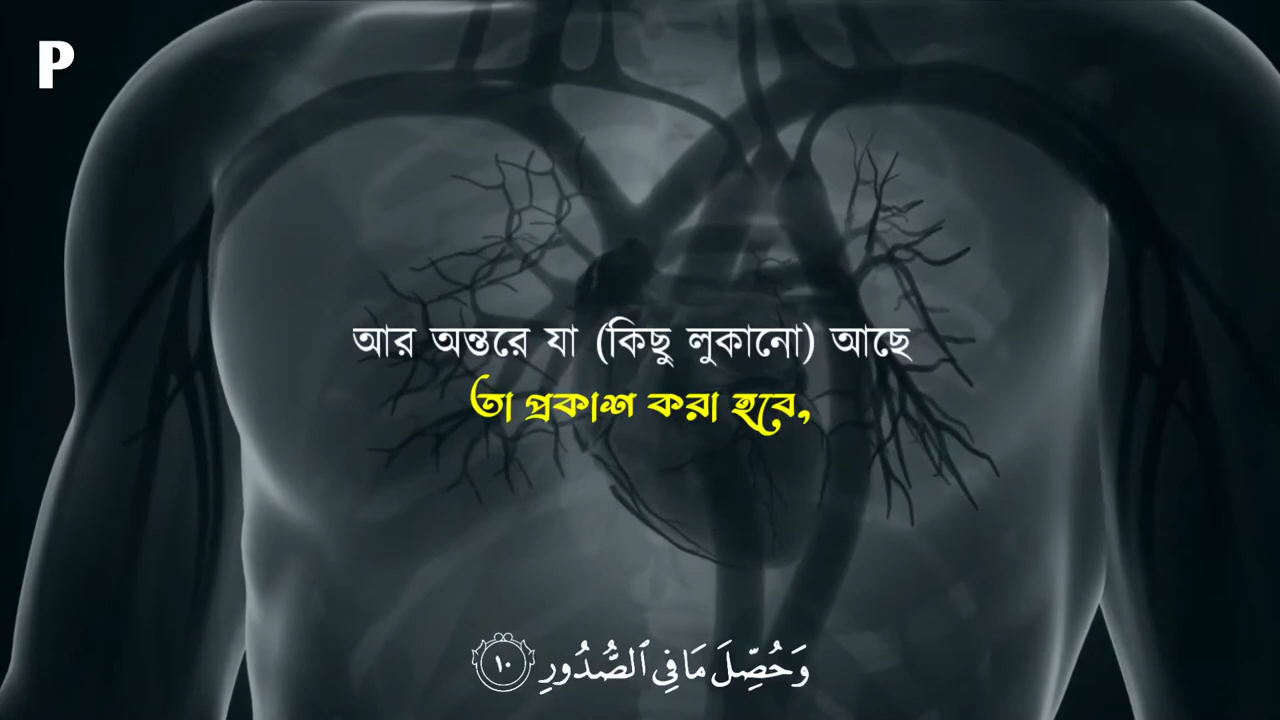 P
আর অন্তরে যা (কিছু লুকানো) আছে
তা প্রকাশ করা হবে,
وَحُصِّلَ مَا فِي ٱلصُّدُورِ ١٠